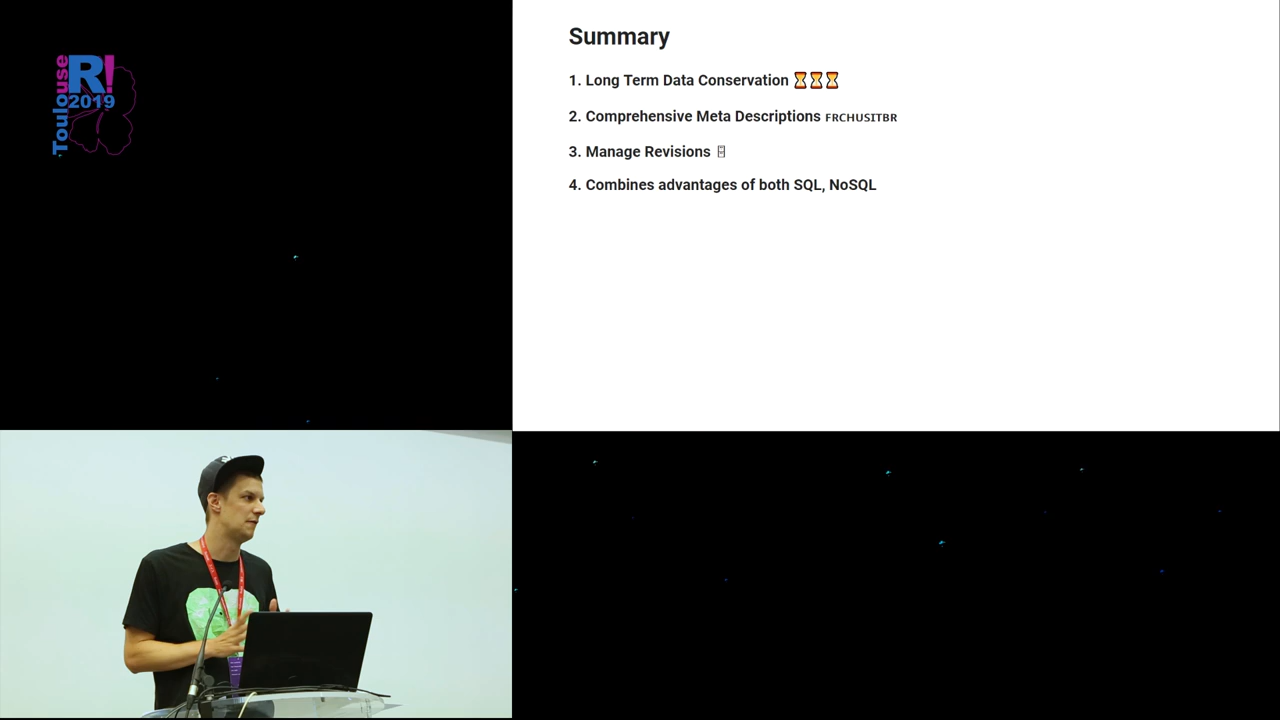 Toulouse
R!
2019
Summary
1. Long Term Data Conservation ⌛⌛⌛
2. Comprehensive Meta Descriptions ꜰʀᴄʜᴜꜱɪᴛʙʀ
3. Manage Revisions 🗄
4. Combines advantages of both SQL, NoSQL